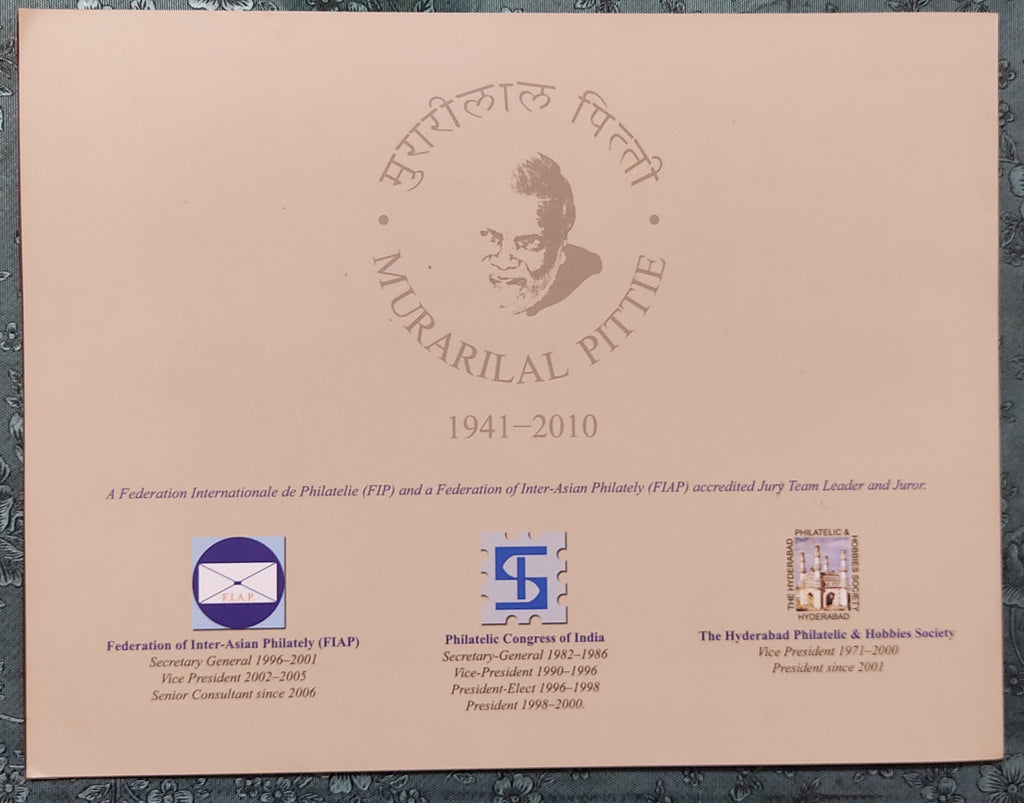 मुरारीलाल पित्ती
MURARILAL PITTIE
1941–2010
A Federation Internationale de Philatelie (FIP) and a Federation of Inter-Asian Philately (FIAP) accredited Jury Team Leader and Juror.
F.I.A.P.
Federation of Inter-Asian Philately (FIAP)
Secretary General 1996–2001
Vice President 2002–2005
Senior Consultant since 2006
Philatelic Congress of India
Secretary-General 1982–1986
Vice-President 1990–1996
President-Elect 1996–1998
President 1998–2000.
THE HYDERABAD
PHILATELIC &
HOBBIES SOCIETY
HYDERABAD
The Hyderabad Philatelic & Hobbies Society
Vice President 1971–2000
President since 2001